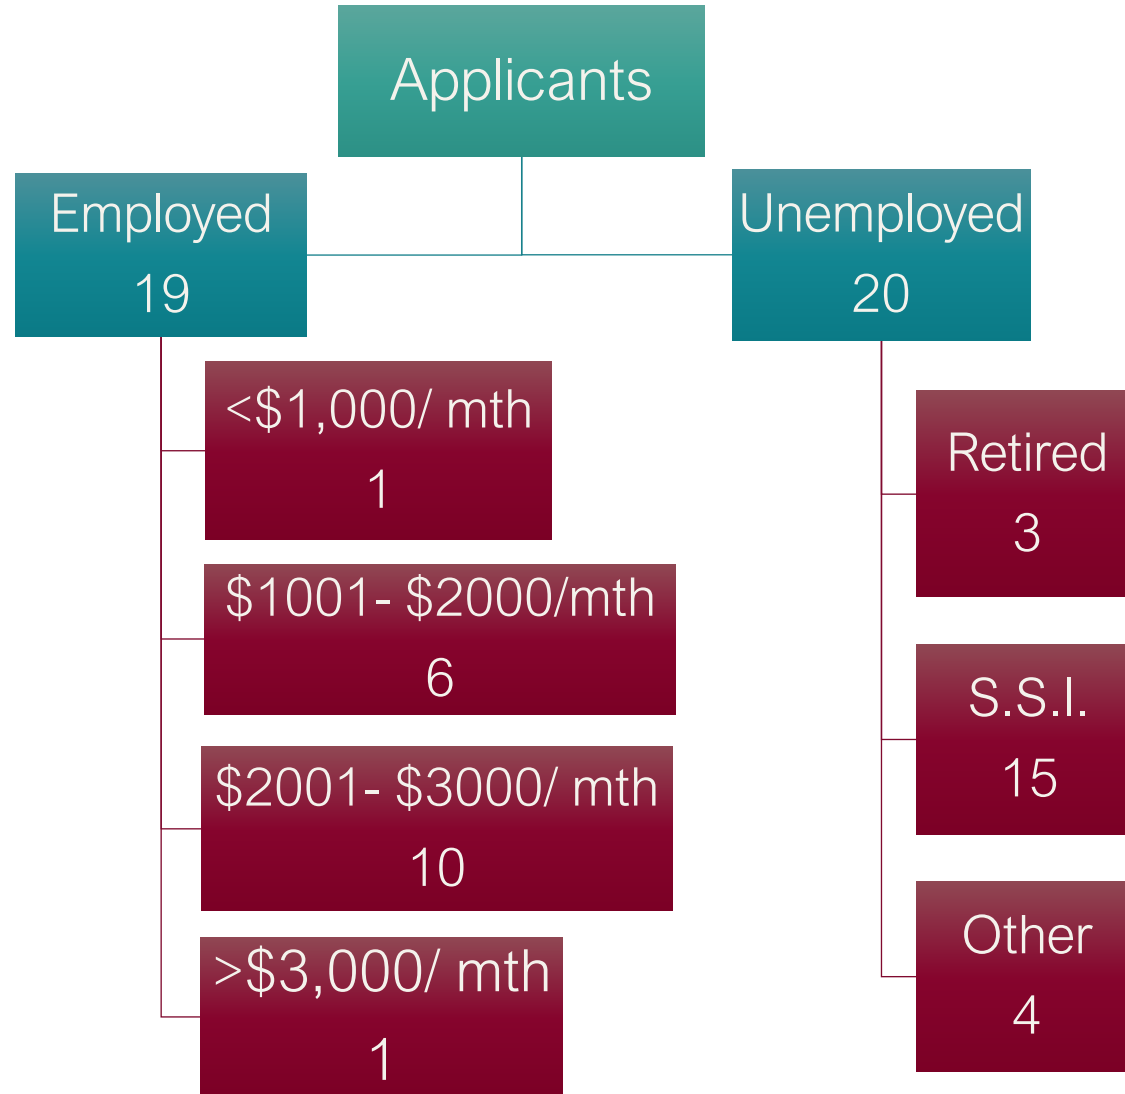 Applicants
Employed
19
<$1,000/ mth
1
$1001- $2000/mth
6
$2001- $3000/ mth
10
>$3,000/ mth
1
Unemployed
20
Retired
3
S.S.I.
15
Other
4